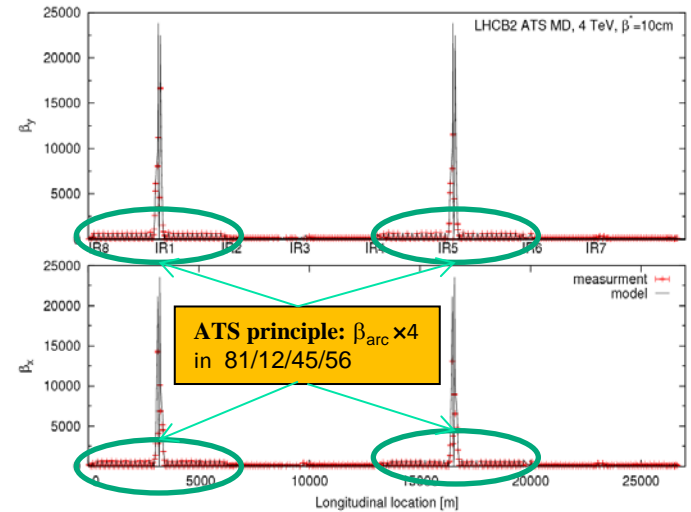 LHCB2 ATS MD, 4 TeV, β*=10cm
25000
20000
15000
10000
5000
βy
IR8 IR1 IR2 IR3 IR4 IR5 IR6 IR7
25000
20000
15000
10000
5000
βx
measurment
model
ATS principle: βarc ×4
in 81/12/45/56
0 5000 10000 15000 20000 25000
Longitudinal location [m]